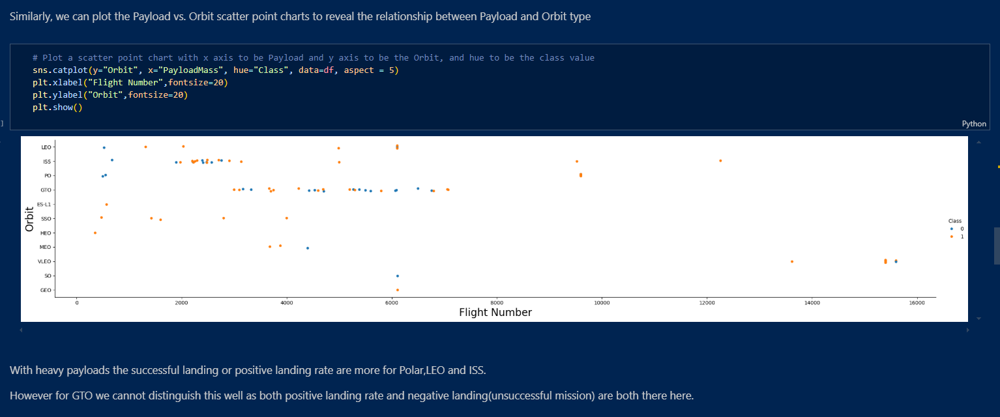 Similarly, we can plot the Payload vs. Orbit scatter point charts to reveal the relationship between Payload and Orbit type
# Plot a scatter point chart with x axis to be Payload and y axis to be the Orbit, and hue to be the class value
sns.catplot(y="Orbit", x="PayloadMass", hue="Class", data=df, aspect = 5)
plt.xlabel("Flight Number",fontsize=20)
plt.ylabel("Orbit",fontsize=20)
plt.show()
]
Python
LEO
ISS
PO
GTO
ES-L1
SSO
HEO
MEO
VLEO
SO
GEO
Orbit
Class
0
1
0 2000 4000 6000 8000 10000 12000 14000 16000
Flight Number
With heavy payloads the successful landing or positive landing rate are more for Polar,LEO and ISS.
However for GTO we cannot distinguish this well as both positive landing rate and negative landing(unsuccessful mission) are both there here.